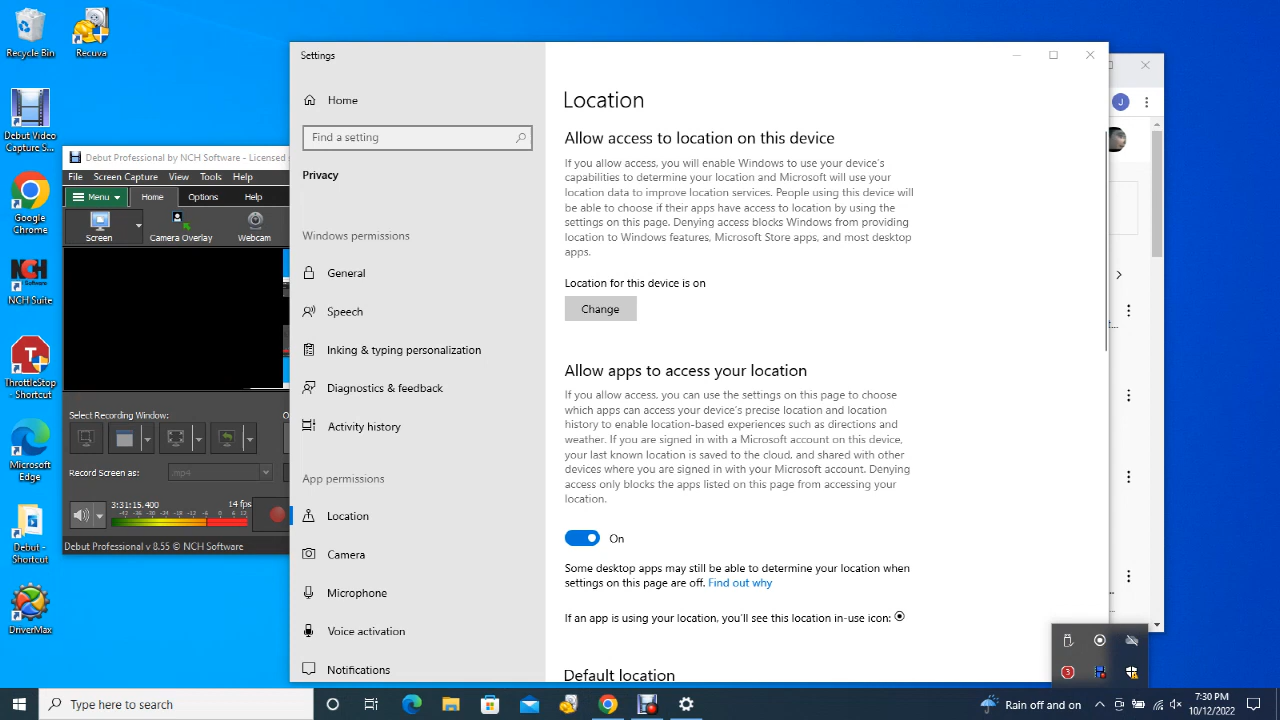 Recycle Bin
Recuva
Debut Video
Capture S...
Google
Chrome
NCH
Software
NCH Suite
T
ThrottleStop
- Shortcut
Microsoft
Edge
Debut -
Shortcut
DriverMax
Debut Professional by NCH Software - Licensed
File Screen Capture View Tools Help
Menu Home Options Help
Screen Camera Overlay Webcam
Select Recording Window:
Record Screen as: .mp4
3:31:15.400 14 fps
-42 -36 -30 -24 -18 -12 -6 0 6 12
Debut Professional v 8.55 © NCH Software
Settings
Home
Find a setting
Privacy
Windows permissions
General
Speech
Inking & typing personalization
Diagnostics & feedback
Activity history
App permissions
Location
Camera
Microphone
Voice activation
Notifications
Location
Allow access to location on this device
If you allow access, you will enable Windows to use your device's
capabilities to determine your location and Microsoft will use your
location data to improve location services. People using this device will
be able to choose if their apps have access to location by using the
settings on this page. Denying access blocks Windows from providing
location to Windows features, Microsoft Store apps, and most desktop
apps.
Location for this device is on
Change
Allow apps to access your location
If you allow access, you can use the settings on this page to choose
which apps can access your device's precise location and location
history to enable location-based experiences such as directions and
weather. If you are signed in with a Microsoft account on this device,
your last known location is saved to the cloud, and shared with other
devices where you are signed in with your Microsoft account. Denying
access only blocks the apps listed on this page from accessing your
location.
On
Some desktop apps may still be able to determine your location when
settings on this page are off. Find out why
If an app is using your location, you'll see this location in-use icon:
Default location
J
t...
3
Type here to search
Rain off and on
7:30 PM
10/12/2022